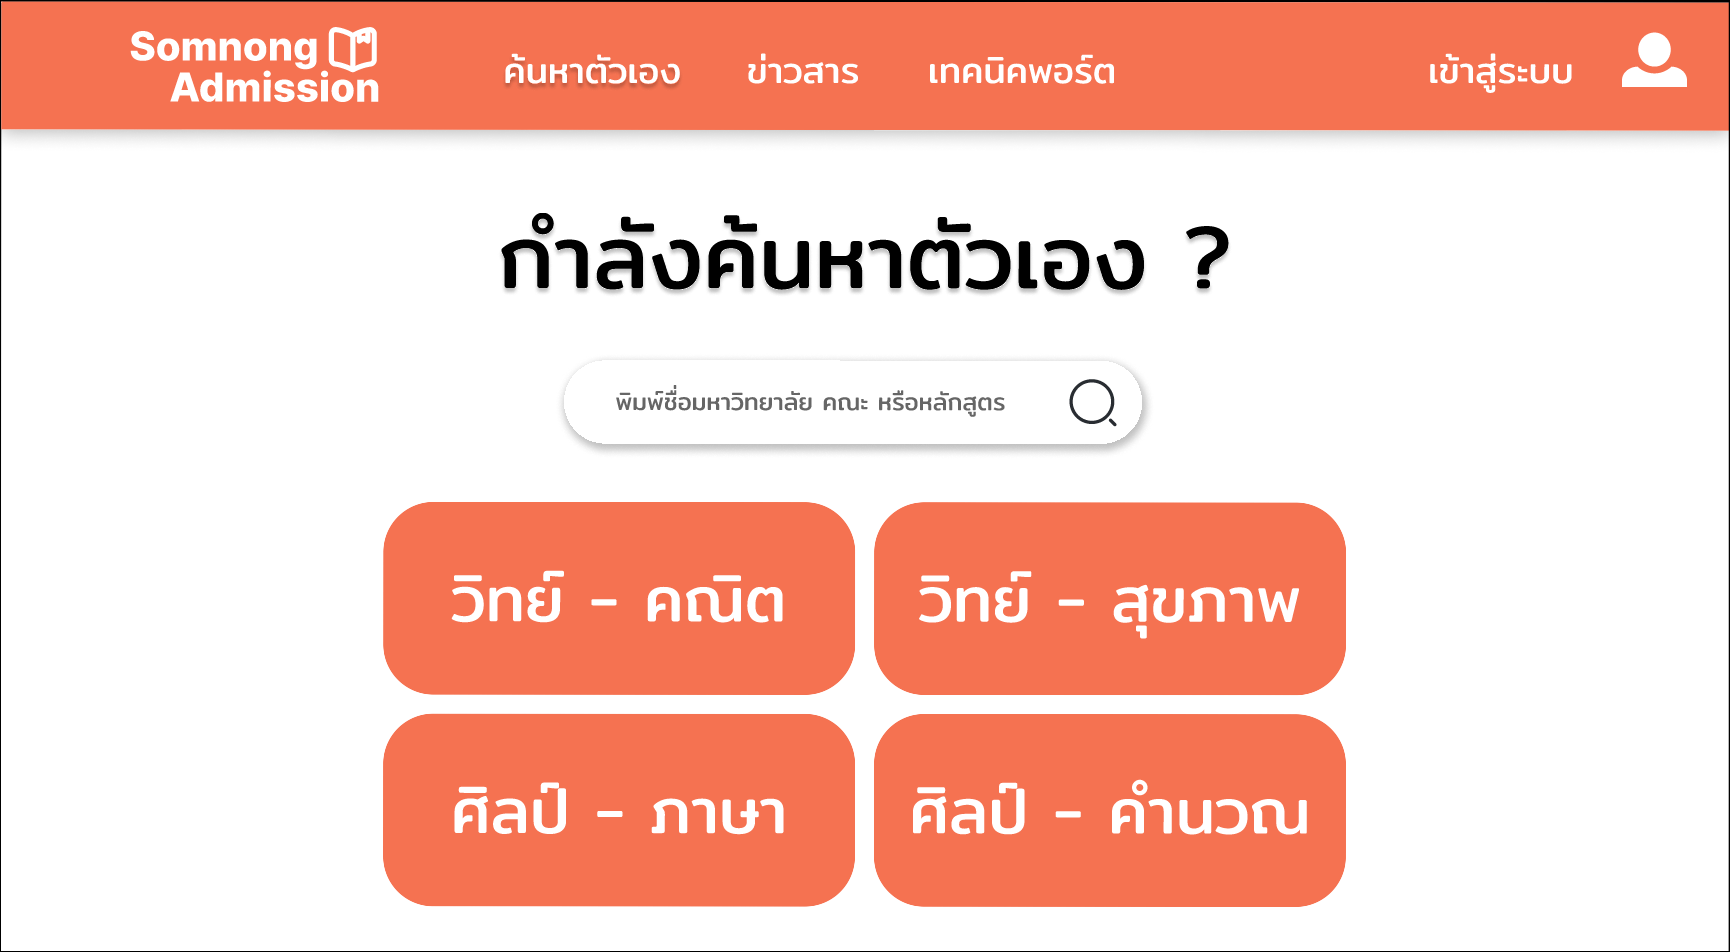 Somnong
Admission
ค้นหาตัวเอง
ข่าวสาร
เทคนิคพอร์ต
เข้าสู่ระบบ
กำลังค้นหาตัวเอง ?
พิมพ์ชื่อมหาวิทยาลัย คณะ หรือหลักสูตร
วิทย์ - คณิต
วิทย์ - สุขภาพ
ศิลป์ - ภาษา
ศิลป์ - คำนวณ